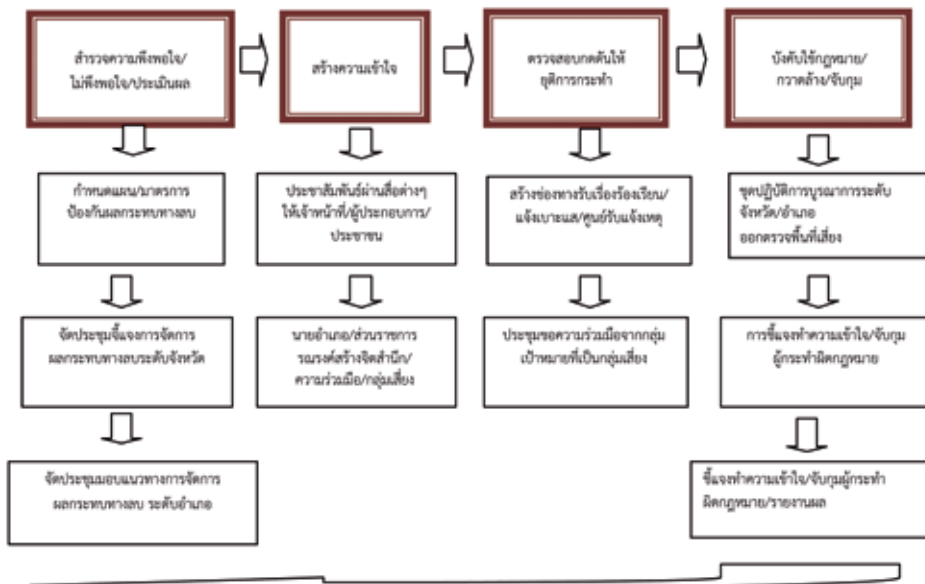 สำรวจความพึงพอใจ/
ไม่พึงพอใจ/ประเมินผล
สร้างความเข้าใจ
ตรวจสอบกดดันให้
ยุติการกระทำ
บังคับใช้กฎหมาย/
กวาดล้าง/จับกุม
กำหนดแผน/มาตรการ
ป้องกันผลกระทบทางลบ
ประชาสัมพันธ์ผ่านสื่อต่างๆ
ให้เจ้าหน้าที่/ผู้ประกอบการ/
ประชาชน
สร้างช่องทางรับเรื่องร้องเรียน/
แจ้งเบาะแส/ศูนย์รับแจ้งเหตุ
ชุดปฏิบัติการบูรณาการระดับ
จังหวัด/อำเภอ
ออกตรวจพื้นที่เสี่ยง
จัดประชุมชี้แจงการจัดการ
ผลกระทบทางลบระดับจังหวัด
นายอำเภอ/ส่วนราชการ
รณรงค์สร้างจิตสำนึก/
ความร่วมมือ/กลุ่มเสี่ยง
ประชุมขอความร่วมมือจากกลุ่ม
เป้าหมายที่เป็นกลุ่มเสี่ยง
การชี้แจงทำความเข้าใจ/จับกุม
ผู้กระทำผิดกฎหมาย
จัดประชุมมอบแนวทางการจัดการ
ผลกระทบทางลบ ระดับอำเภอ
ชี้แจงทำความเข้าใจ/จับกุมผู้กระทำ
ผิดกฎหมาย/รายงานผล